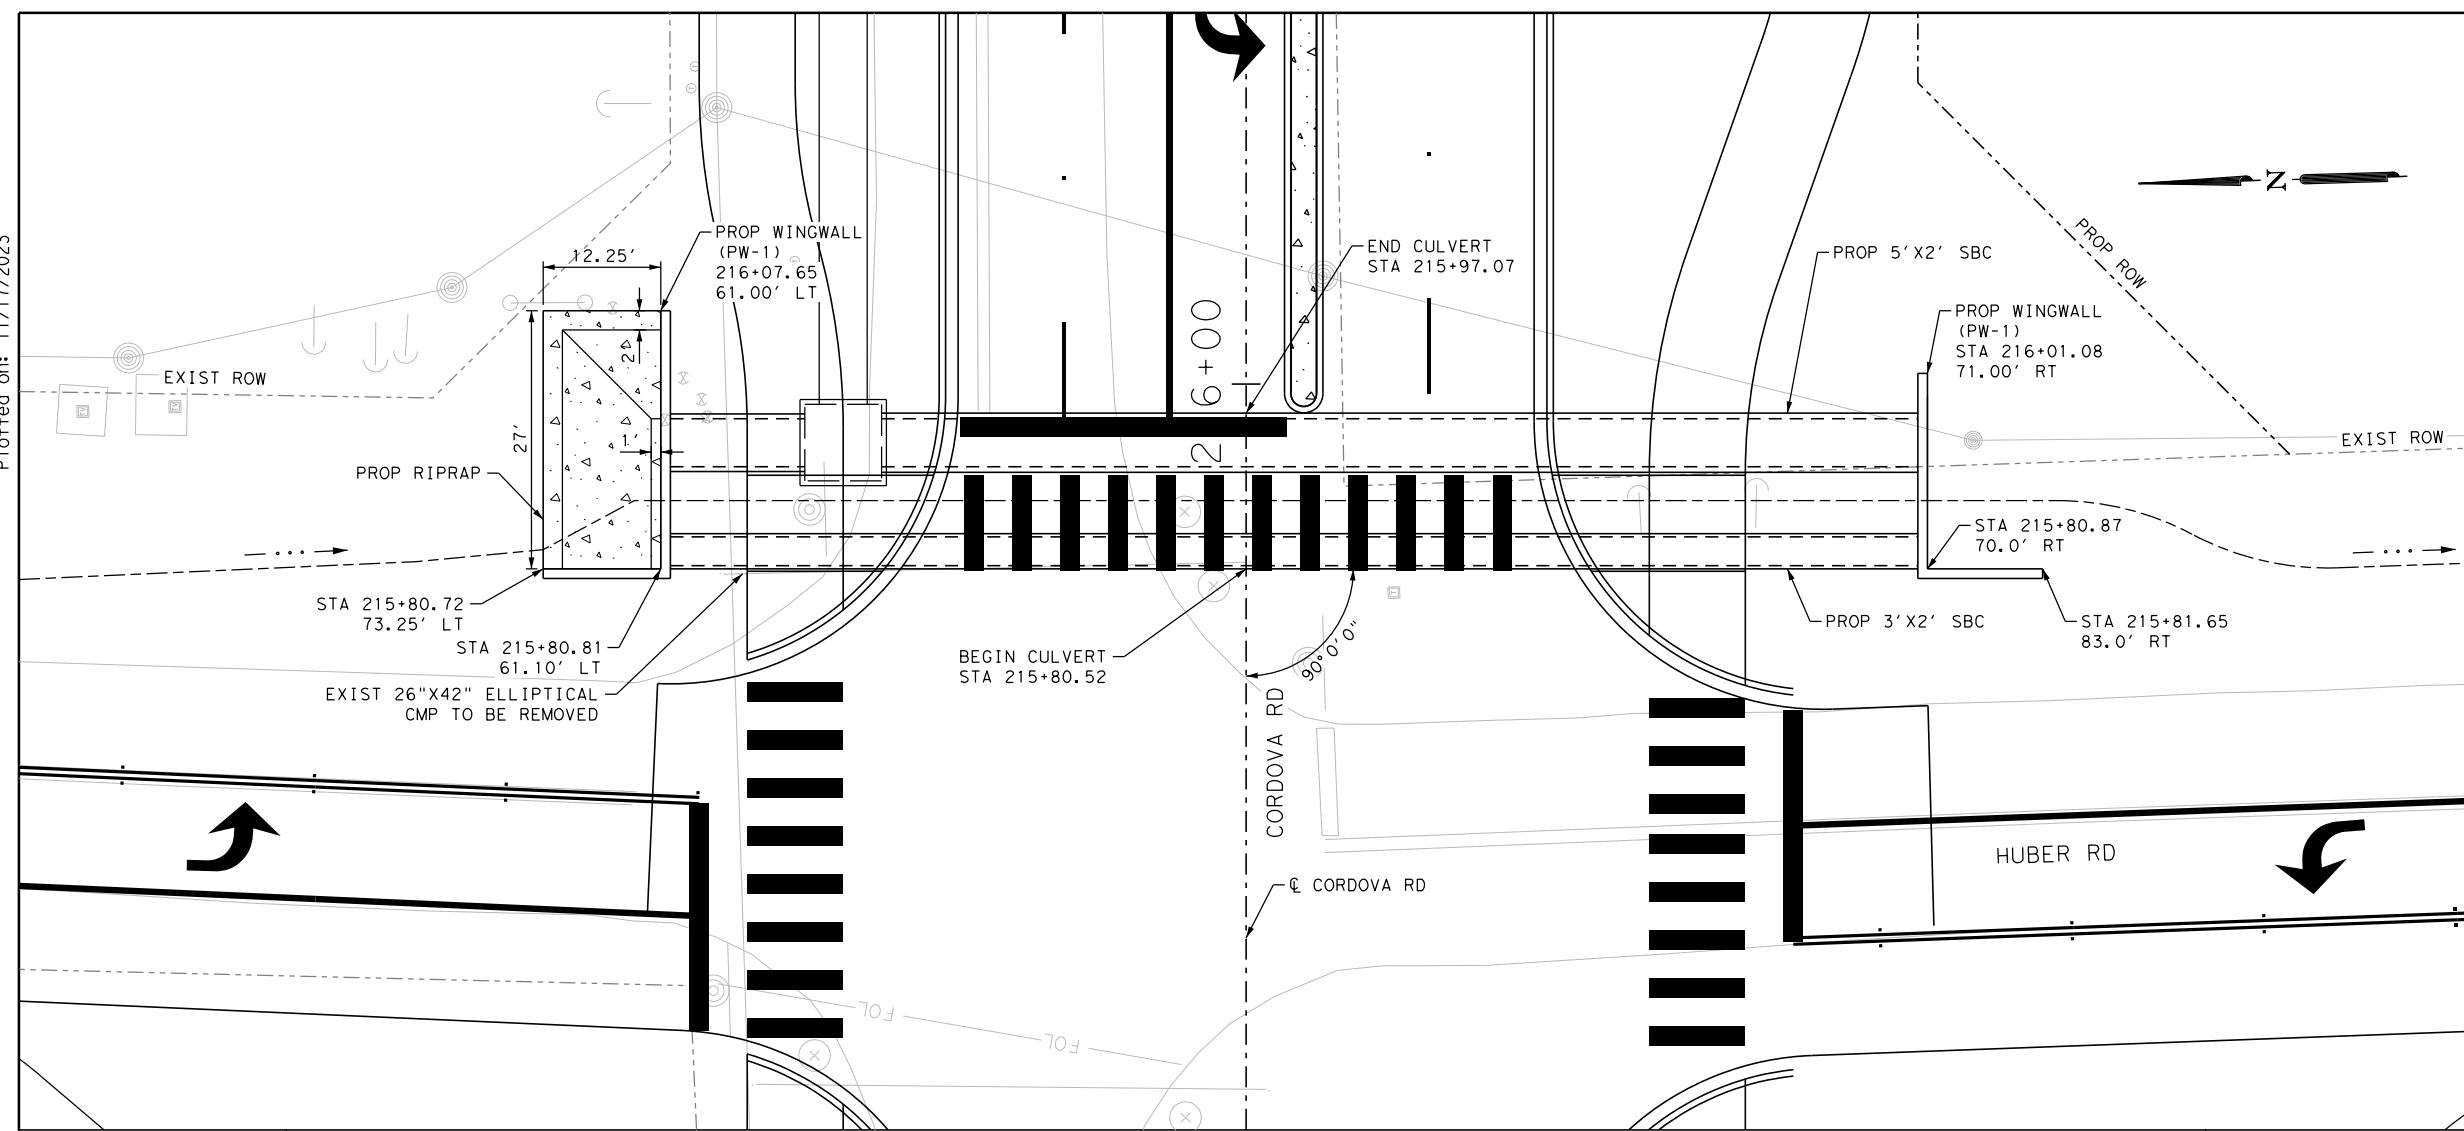 Plotted on: 11/17/2023
12.25'
PROP WINGWALL
(PW-1)
216+07.65
61.00' LT
END CULVERT
STA 215+97.07
PROP 5'X2' SBC
PROP ROW
N
PROP WINGWALL
(PW-1)
STA 216+01.08
71.00' RT
216+00
EXIST ROW
2'
1'
27'
EXIST ROW
PROP RIPRAP
STA 215+80.87
70.0' RT
STA 215+80.72
73.25' LT
STA 215+80.81
61.10' LT
EXIST 26"X42" ELLIPTICAL
CMP TO BE REMOVED
BEGIN CULVERT
STA 215+80.52
90°0'0"
PROP 3'X2' SBC
STA 215+81.65
83.0' RT
CORDOVA RD
HUBER RD
℄ CORDOVA RD
FOL
FOL